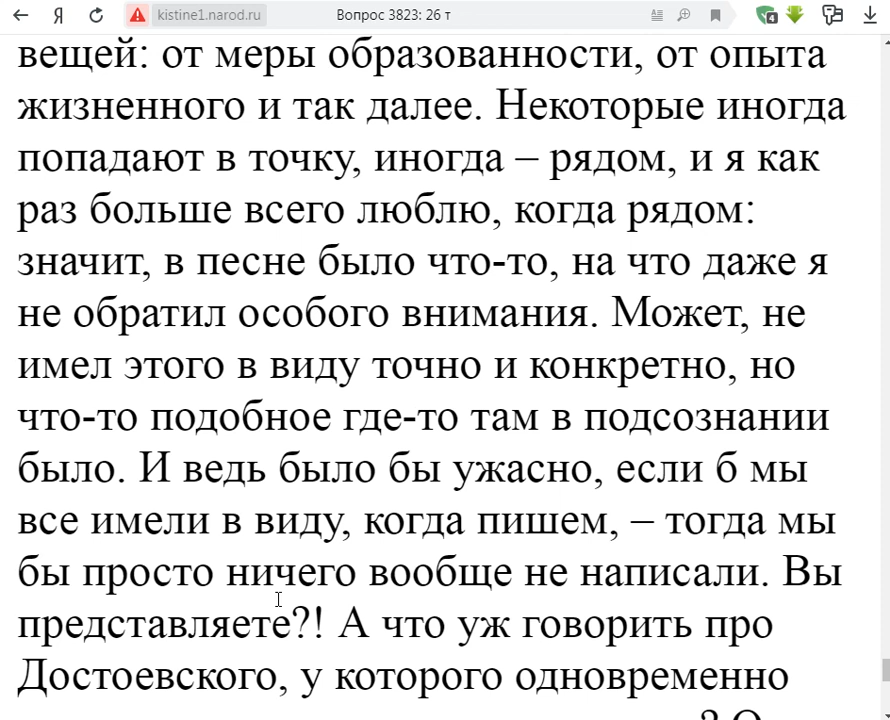 Я
kistine1.narod.ru
Вопрос 3823: 26 т
4
вещей: от меры образованности, от опыта
жизненного и так далее. Некоторые иногда
попадают в точку, иногда – рядом, и я как
раз больше всего люблю, когда рядом:
значит, в песне было что-то, на что даже я
не обратил особого внимания. Может, не
имел этого в виду точно и конкретно, но
что-то подобное где-то там в подсознании
было. И ведь было бы ужасно, если б мы
все имели в виду, когда пишем, – тогда мы
бы просто ничего вообще не написали. Вы
представляете?! А что уж говорить про
Достоевского, у которого одновременно